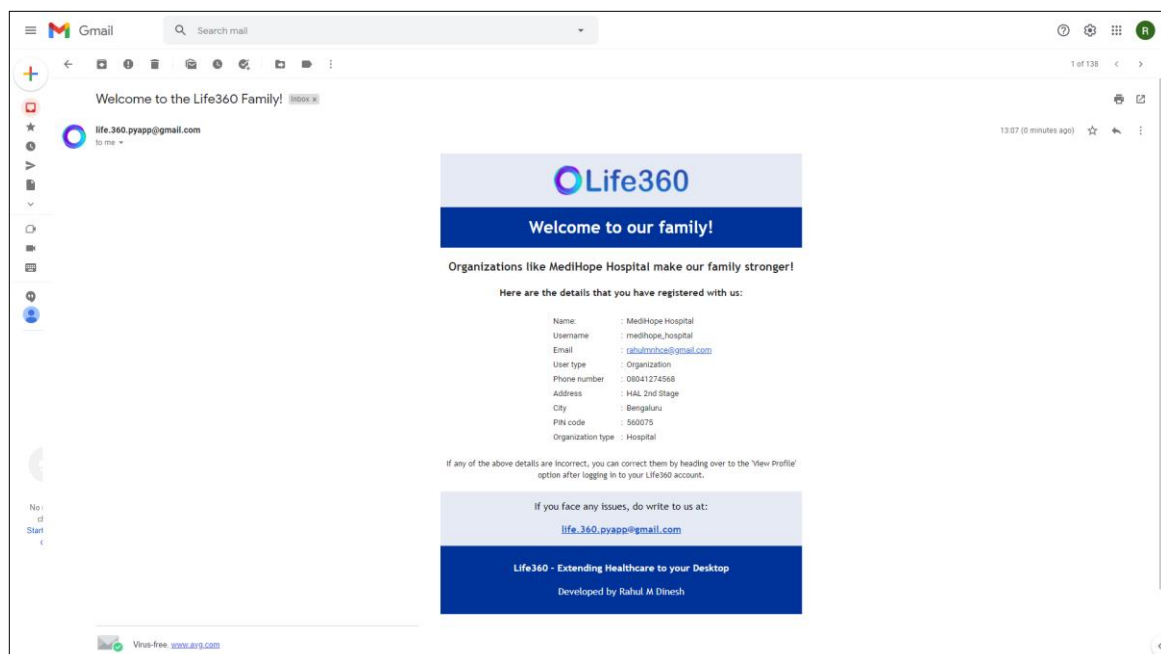 Gmail
Search mail
R
1 of 138
Welcome to the Life360 Family! Inbox x
life.360.pyapp@gmail.com
13:07 (0 minutes ago)
to me
Life360
Welcome to our family!
Organizations like MediHope Hospital make our family stronger!
Here are the details that you have registered with us:
Name: : MediHope Hospital
Username : medihope_hospital
Email : rahulmnhce@gmail.com
User type : Organization
Phone number : 08041274568
Address : HAL 2nd Stage
City : Bengaluru
PIN code : 560075
Organization type : Hospital
If any of the above details are incorrect, you can correct them by heading over to the 'View Profile'
option after logging in to your Life360 account.
If you face any issues, do write to us at:
life.360.pyapp@gmail.com
Life360 - Extending Healthcare to your Desktop
Developed by Rahul M Dinesh
No
Start
Virus-free. www.avg.com